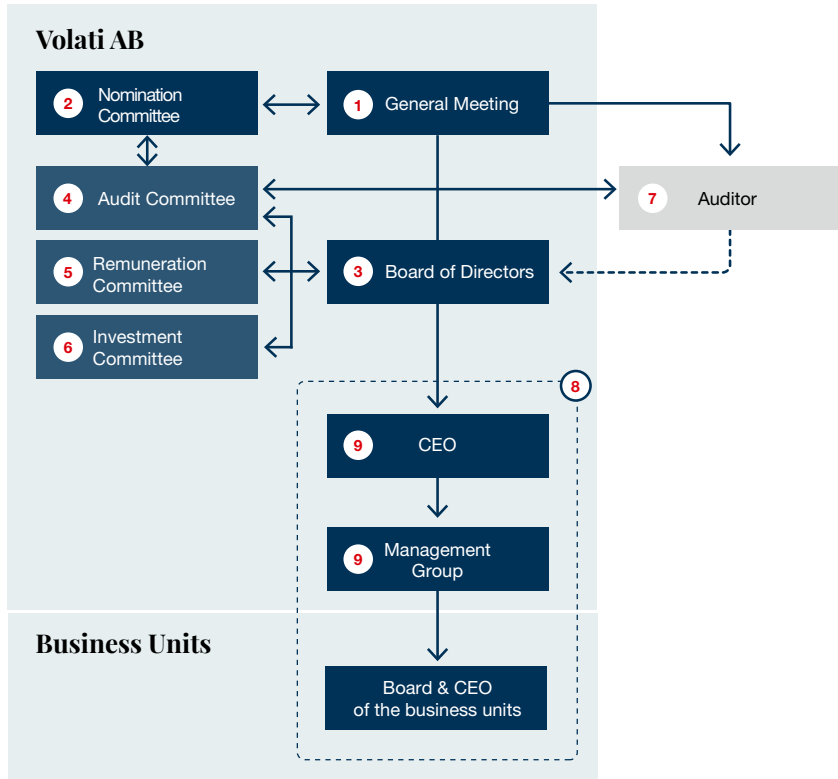 Volati AB
2
Nomination
Committee
1
General Meeting
4
Audit Committee
7
Auditor
5
Remuneration
Committee
3
Board of Directors
6
Investment
Committee
8
9
CEO
9
Management
Group
Business Units
Board & CEO
of the business units